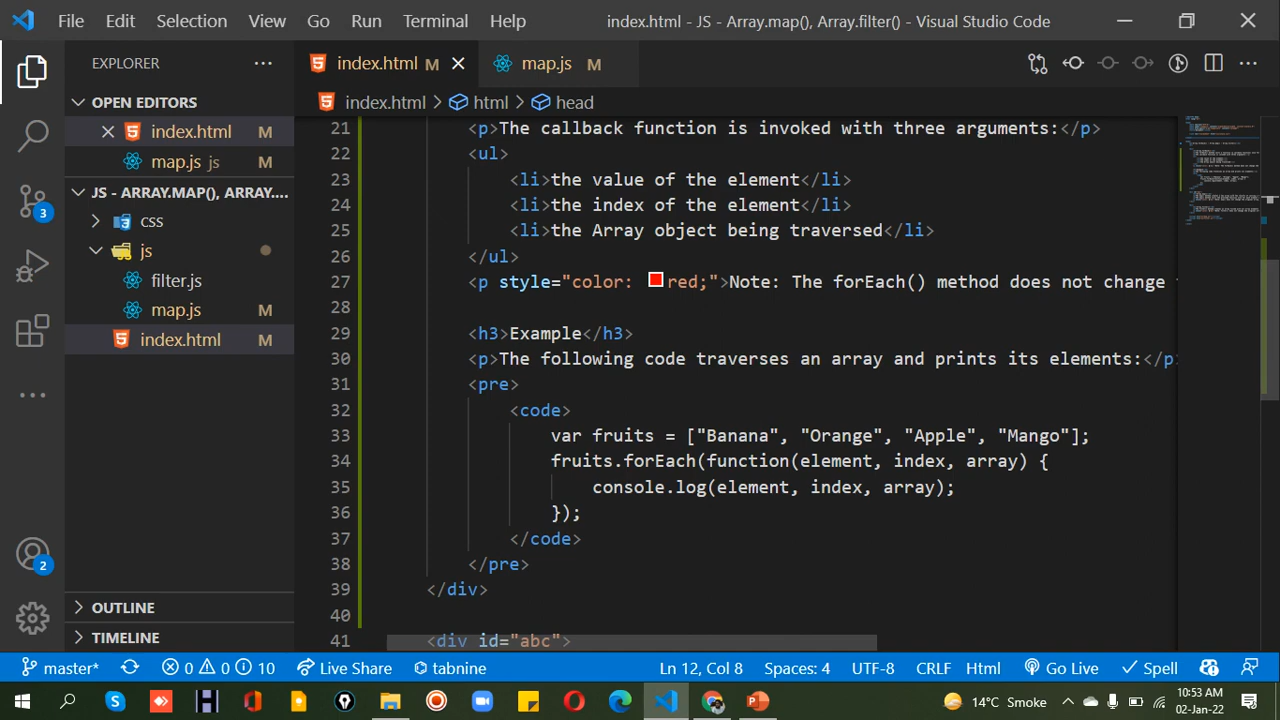 File Edit Selection View Go Run Terminal Help index.html - JS - Array.map(), Array.filter() - Visual Studio Code
EXPLORER
OPEN EDITORS
index.html M
map.js js M
JS - ARRAY.MAP(), ARRAY....
css
js
filter.js
map.js M
index.html M
OUTLINE
TIMELINE
3
2
index.html M map.js M
index.html html head
21 <p>The callback function is invoked with three arguments:</p>
22 <ul>
23 <li>the value of the element</li>
24 <li>the index of the element</li>
25 <li>the Array object being traversed</li>
26 </ul>
27 <p style="color: red;">Note: The forEach() method does not change
28
29 <h3>Example</h3>
30 <p>The following code traverses an array and prints its elements:</p
31 <pre>
32 <code>
33 var fruits = ["Banana", "Orange", "Apple", "Mango"];
34 fruits.forEach(function(element, index, array) {
35 console.log(element, index, array);
36 });
37 </code>
38 </pre>
39 </div>
40
41 <div id="abc">
master* 0 0 10 Live Share tabnine Ln 12, Col 8 Spaces: 4 UTF-8 CRLF Html Go Live Spell
14°C Smoke 10:53 AM
02-Jan-22